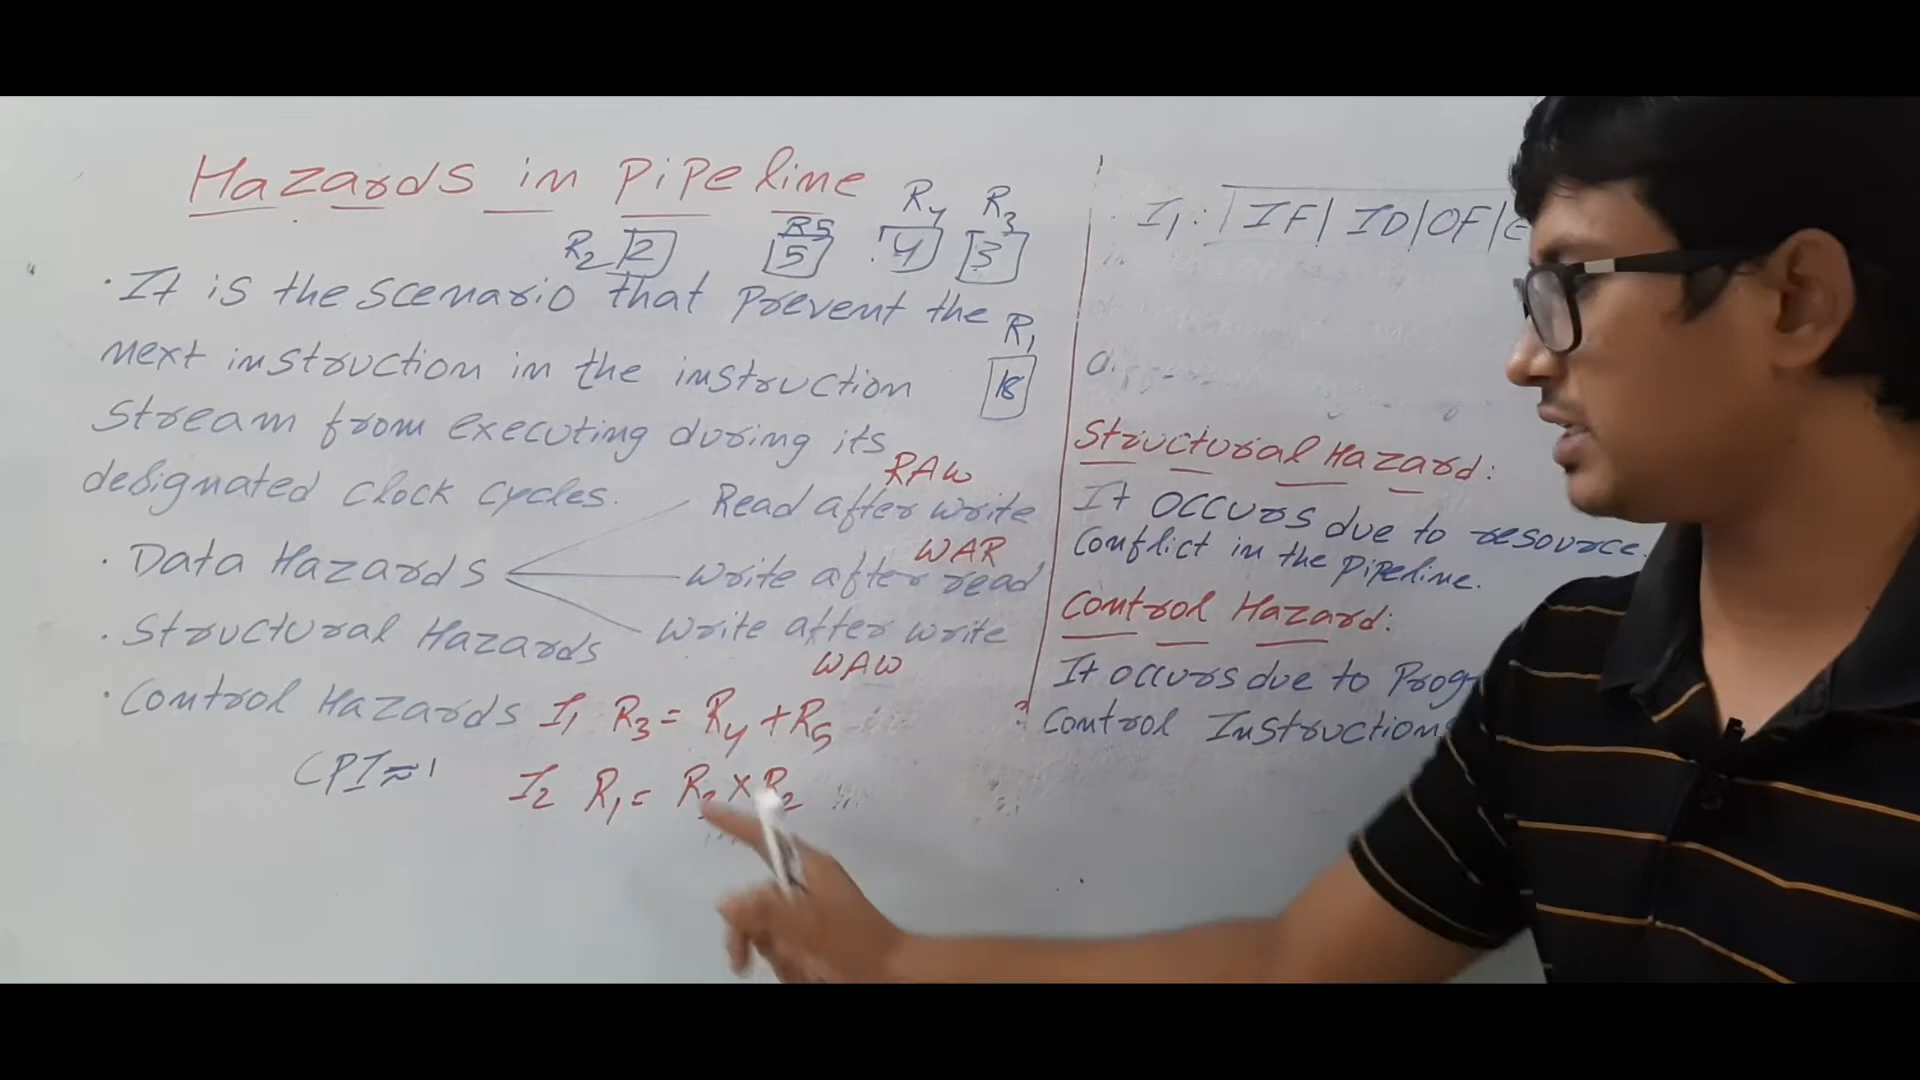 Hazards in Pipeline
R2 2
R5
5
R4
4
R3
3
• It is the scenario that prevent the
R1
18
next instruction in the instruction
stream from executing during its
designated clock cycles.
• Data Hazards
RAW
Read after write
WAR
write after read
write after write
WAW
• Structural Hazards
• Control Hazards
I1 R3 = R4 + R5
CPI ≈ 1
I2 R1 = R3 × R2
I1: | IF | ID | OF |
Structural Hazard:
It occurs due to resource
conflict in the pipeline.
Control Hazard:
It occurs due to Prog
Control Instructions